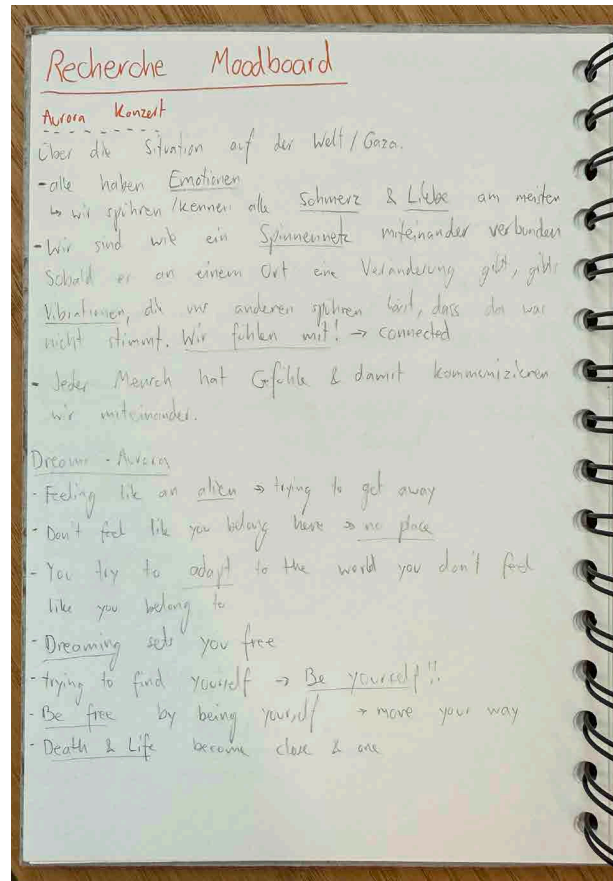 Recherche Moodboard
Aurora Konzert
Über die Situation auf der Welt / Gaza.
- alle haben Emotionen
↳ wir spühren / kennen alle Schmerz & Liebe am meisten
- Wir sind wie ein Spinnennetz miteinander verbunden
Sobald es an einem Ort eine Veränderung gibt, gibts
Vibrationen, die uns anderen spühren lässt, dass da was
nicht stimmt. Wir fühlen mit! → connected
- Jeder Mensch hat Gefühle & damit kommunizieren
wir miteinander.
Dreams - Aurora
- Feeling like an alien → trying to get away
- Don't feel like you belong here → no place
- You try to adapt to the world you don't feel
like you belong to
- Dreaming sets you free
- trying to find yourself → Be yourself!!
- Be free by being yourself → move your way
- Death & Life become close & one